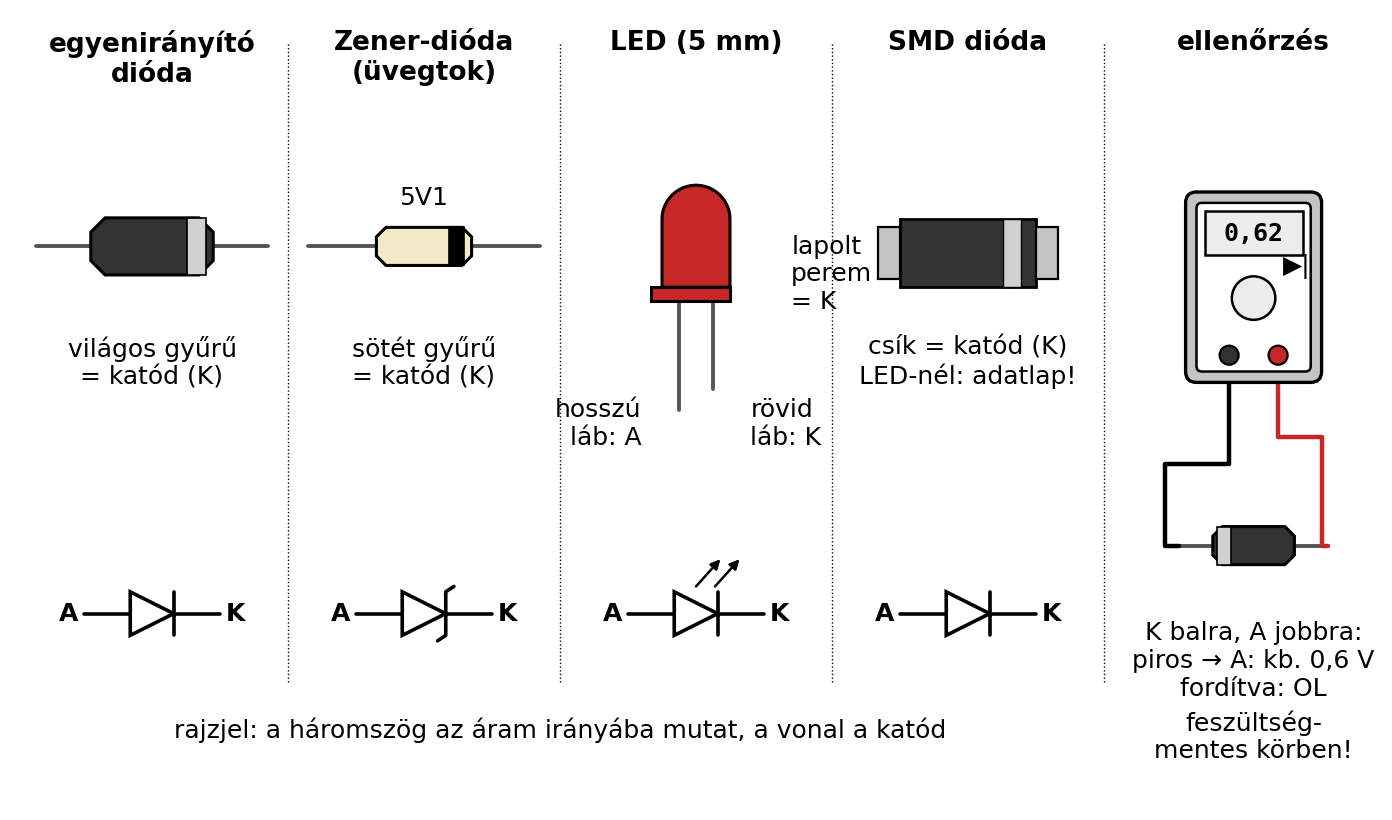 egyenirányító
dióda
Zener-dióda
(üvegtok)
LED (5 mm)
SMD dióda
ellenőrzés
5V1
világos gyűrű
= katód (K)
sötét gyűrű
= katód (K)
lapolt
perem
= K
hosszú
láb: A
rövid
láb: K
csík = katód (K)
LED-nél: adatlap!
0,62
A
K
A
K
A
K
A
K
K balra, A jobbra:
piros → A: kb. 0,6 V
fordítva: OL
feszültség-
mentes körben!
rajzjel: a háromszög az áram irányába mutat, a vonal a katód